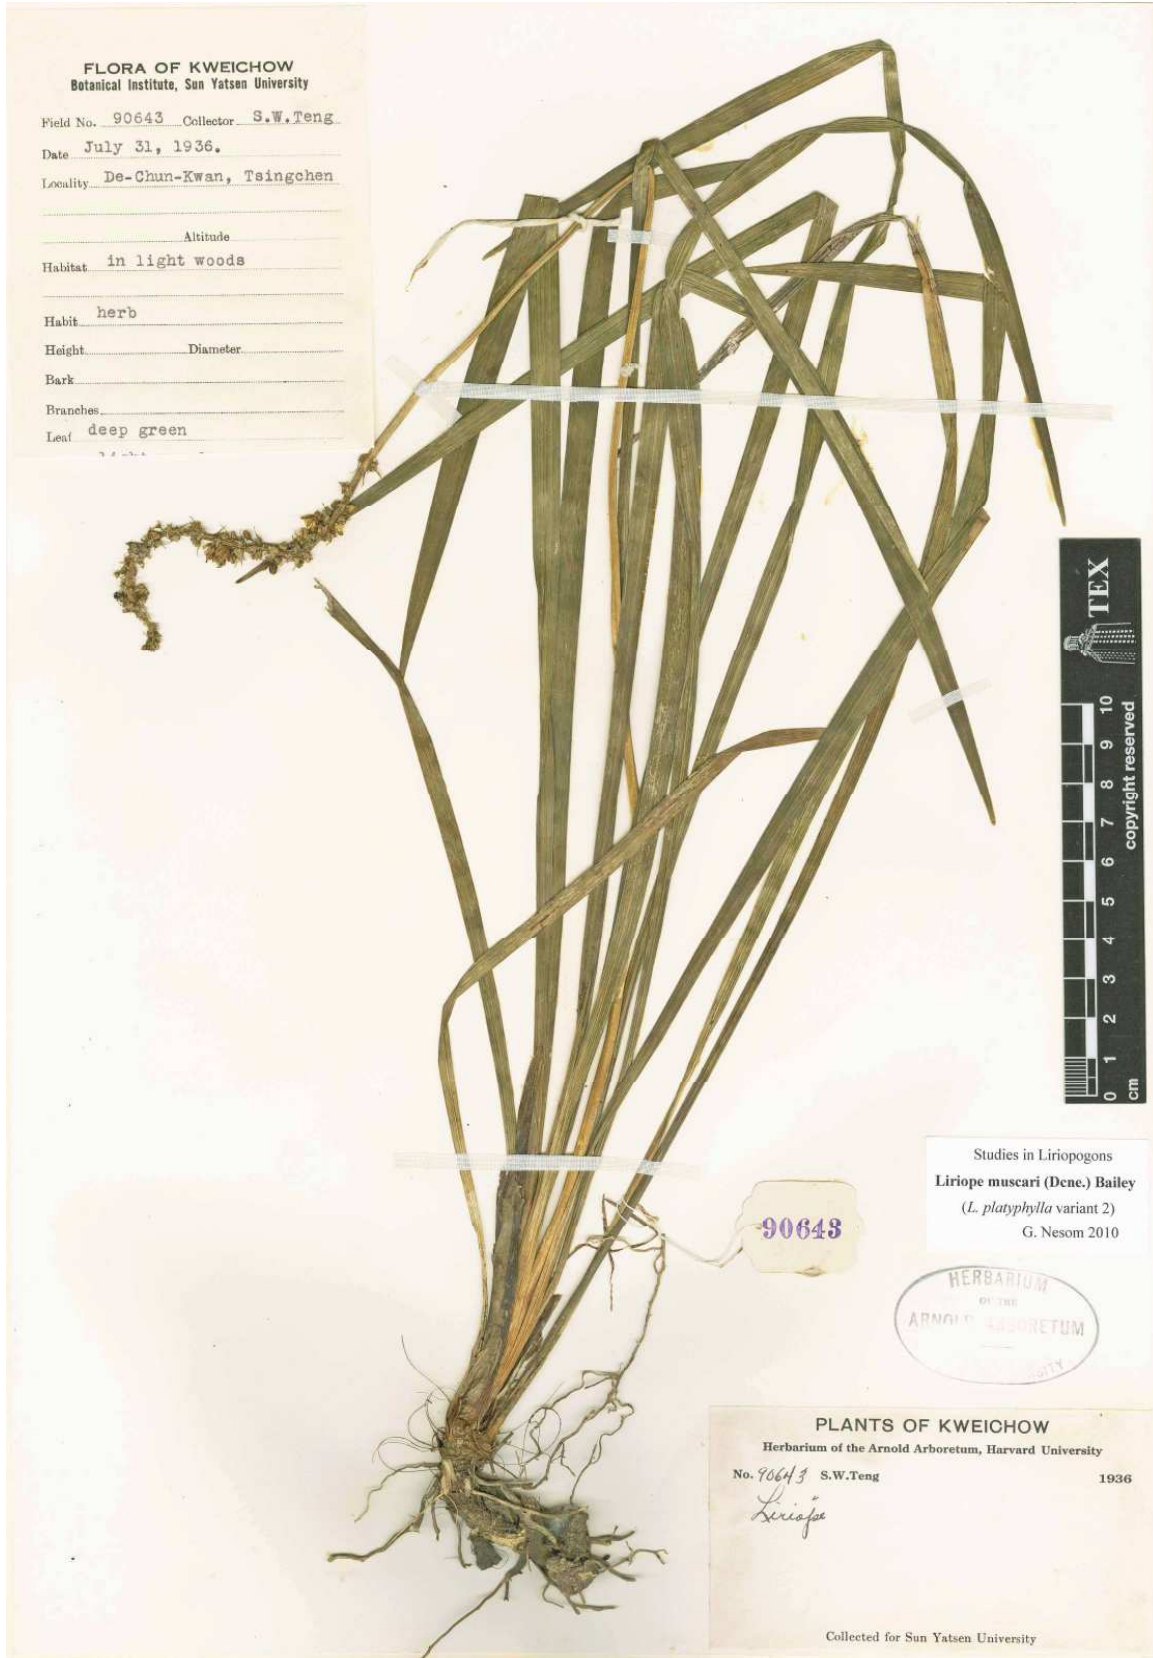 FLORA OF KWEICHOW
Botanical Institute, Sun Yatsen University
Field No. 90643 Collector S.W.Teng
Date July 31, 1936.
Locality De-Chun-Kwan, Tsingchen
Altitude
Habitat in light woods
Habit herb
Height Diameter
Bark
Branches
Leaf deep green
TEX
copyright reserved
10
9
8
7
6
5
4
3
2
1
0
cm
Studies in Liriopogons
Liriope muscari (Dcne.) Bailey
(L. platyphylla variant 2)
G. Nesom 2010
90643
HERBARIUM
OF THE
ARNOLD ARBORETUM
PLANTS OF KWEICHOW
Herbarium of the Arnold Arboretum, Harvard University
No. 90643 S.W.Teng 1936
Liriope
Collected for Sun Yatsen University